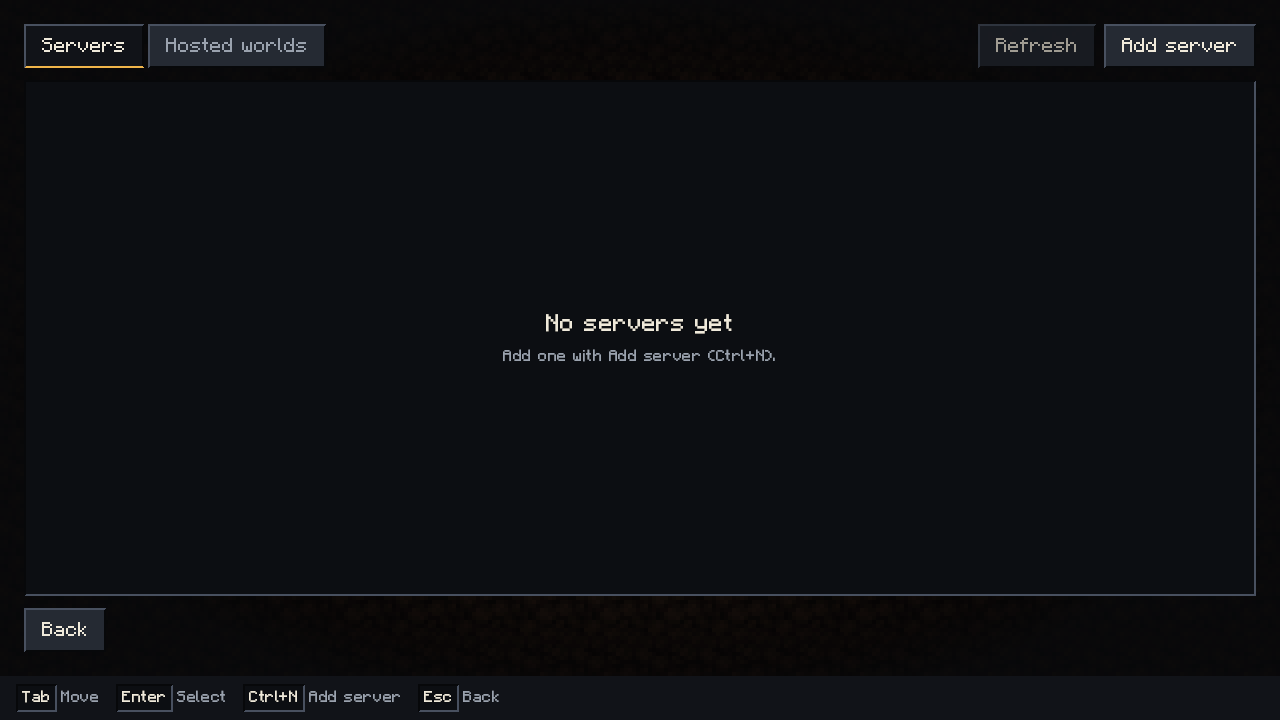 Servers Hosted worlds Refresh Add server
No servers yet
Add one with Add server (Ctrl+N).
Back
Tab Move Enter Select Ctrl+N Add server Esc Back